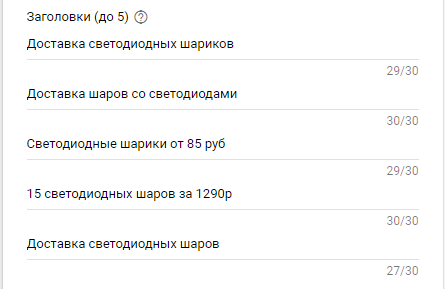 Заголовки (до 5) ?
Доставка светодиодных шариков
29/30
Доставка шаров со светодиодами
30/30
Светодиодные шарики от 85 руб
29/30
15 светодиодных шаров за 1290р
30/30
Доставка светодиодных шаров
27/30